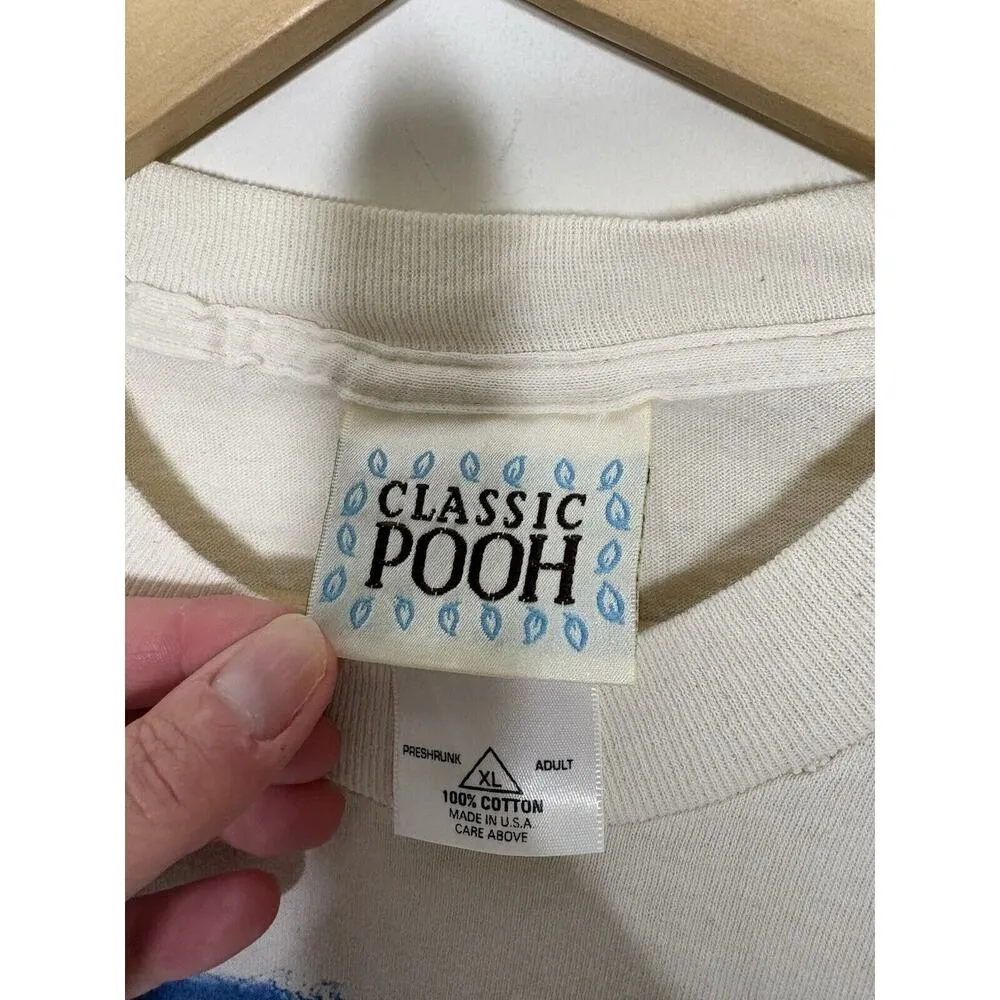 CLASSIC
POOH
PRESHRUNK XL ADULT
100% COTTON
MADE IN U.S.A.
CARE ABOVE